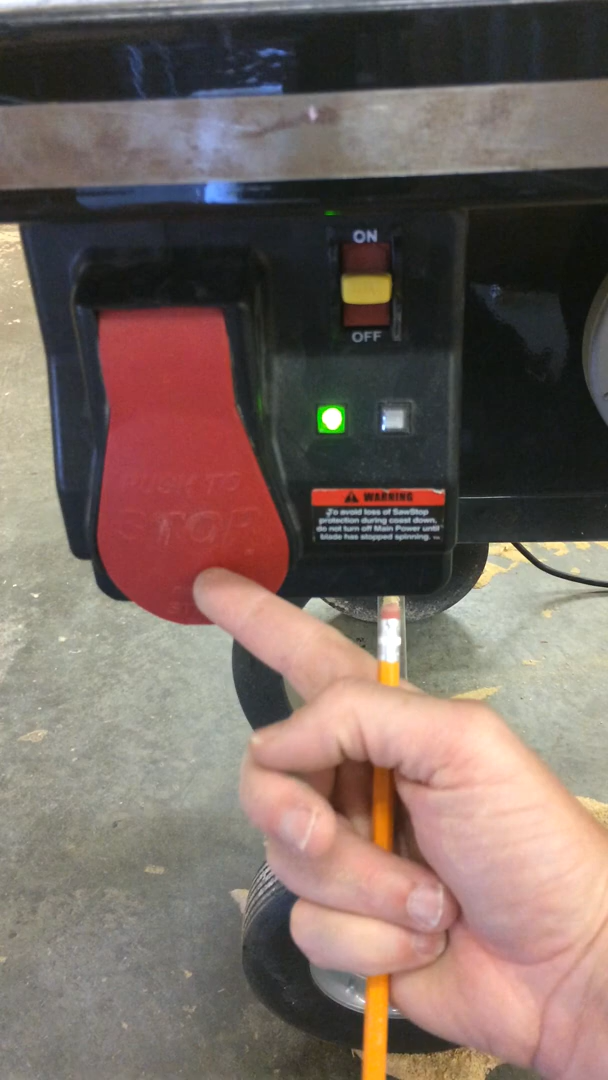 ON
OFF
PUSH TO
STOP
WARNING
To avoid loss of SawStop
protection during coast down,
do not turn off Main Power until
blade has stopped spinning.